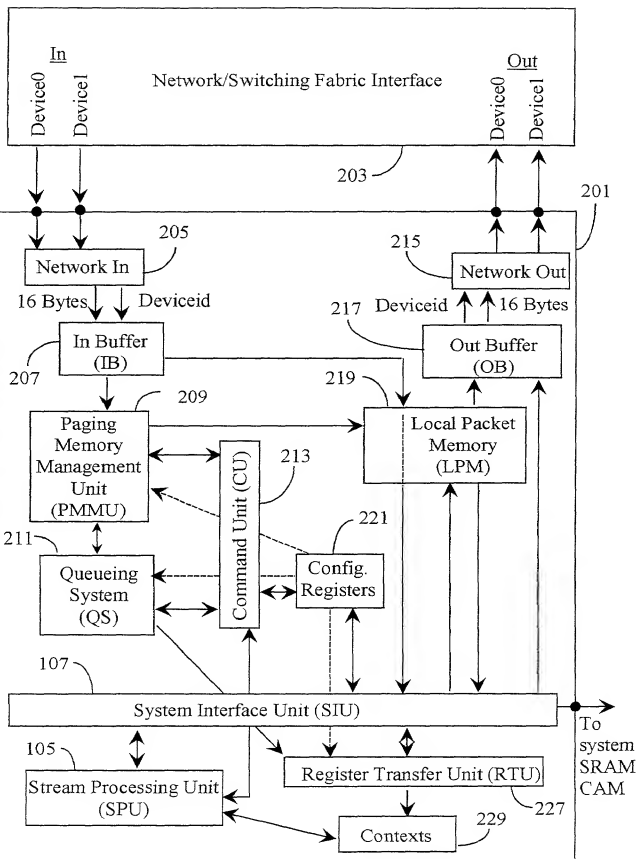 In
Out
Device0
Device1
Network/Switching Fabric Interface
Device0
Device1
203
201
205
215
Network In
Network Out
16 Bytes
Deviceid
Deviceid
16 Bytes
217
In Buffer
(IB)
Out Buffer
(OB)
207
219
209
Paging
Memory
Management
Unit
(PMMU)
Local Packet
Memory
(LPM)
213
Command Unit (CU)
211
221
Queueing
System
(QS)
Config.
Registers
107
System Interface Unit (SIU)
To
system
SRAM
CAM
105
Stream Processing Unit
(SPU)
Register Transfer Unit (RTU)
227
Contexts
229